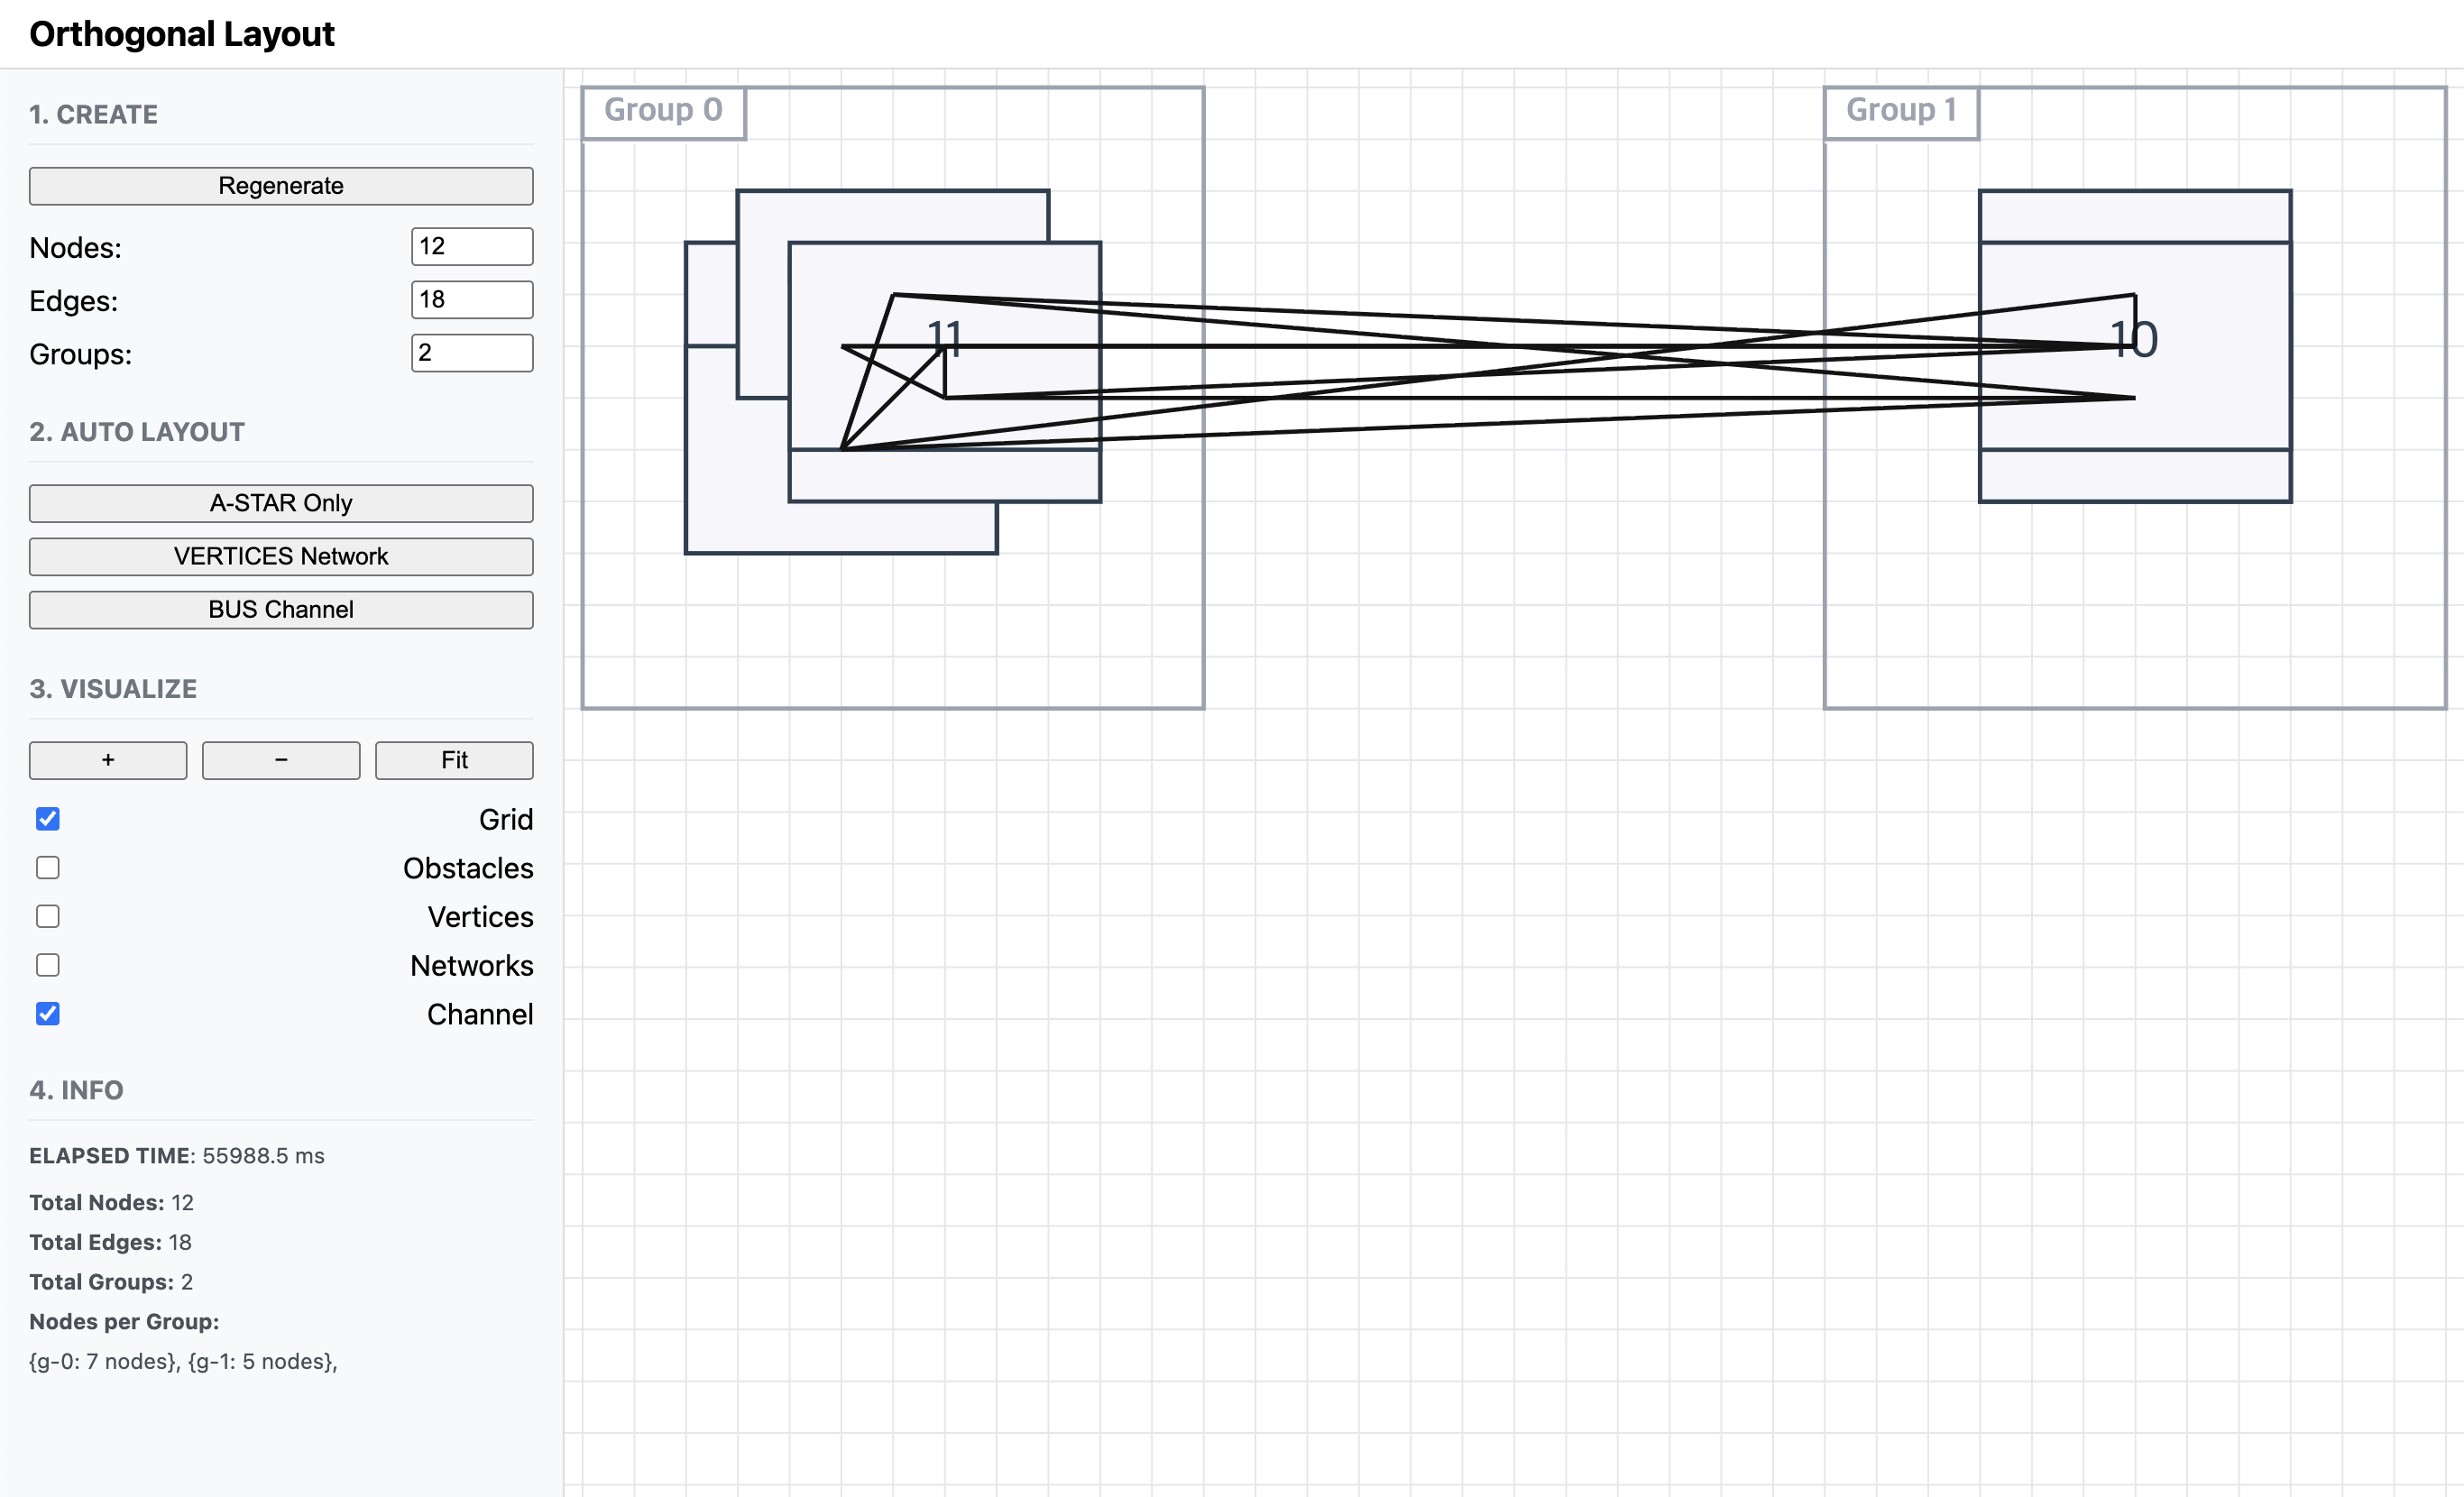 Orthogonal Layout
1. CREATE
Regenerate
Nodes: 12
Edges: 18
Groups: 2
2. AUTO LAYOUT
A-STAR Only
VERTICES Network
BUS Channel
3. VISUALIZE
+ − Fit
Grid
Obstacles
Vertices
Networks
Channel
4. INFO
ELAPSED TIME: 55988.5 ms
Total Nodes: 12
Total Edges: 18
Total Groups: 2
Nodes per Group:
{g-0: 7 nodes}, {g-1: 5 nodes},
Group 0
11
Group 1
10